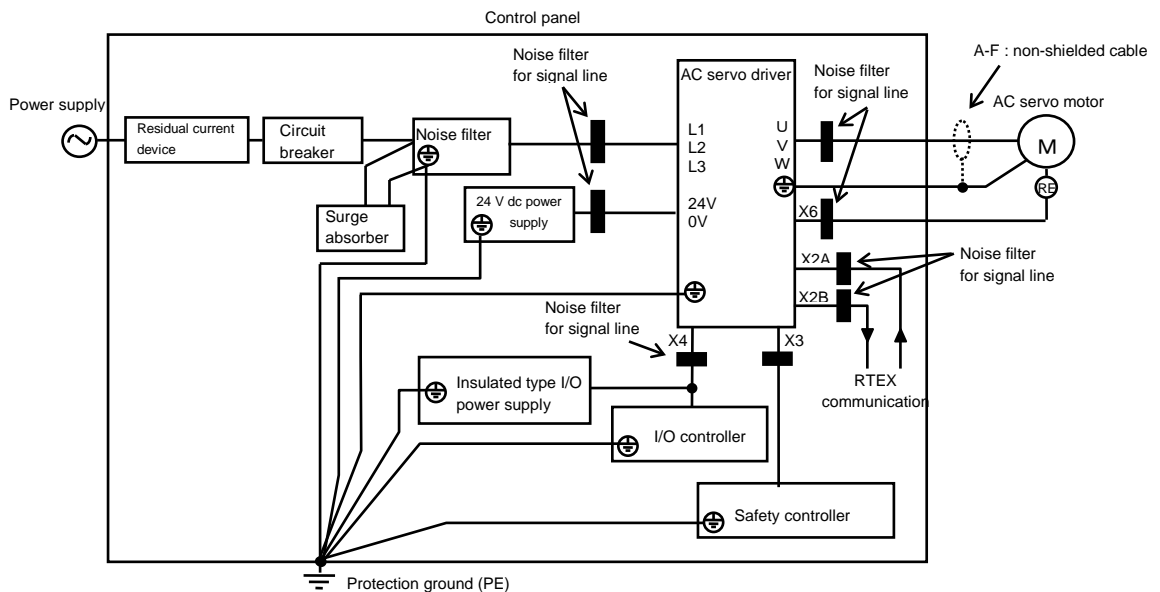 Control panel
Noise filter
for signal line
AC servo driver
Noise filter
for signal line
A-F : non-shielded cable
AC servo motor
Power supply
Residual current
device
Circuit
breaker
Noise filter
L1
L2
L3
U
V
W
M
RE
24 V dc power
supply
24V
0V
X6
Surge
absorber
X2A
X2B
Noise filter
for signal line
Noise filter
for signal line
X4
X3
RTEX
communication
Insulated type I/O
power supply
I/O controller
Safety controller
Protection ground (PE)